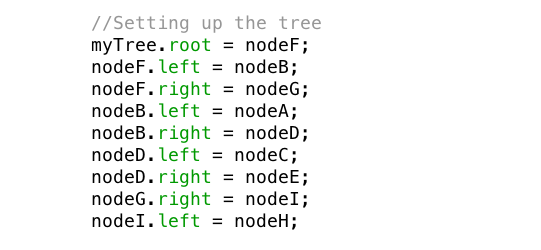 //Setting up the tree
myTree.root = nodeF;
nodeF.left = nodeB;
nodeF.right = nodeG;
nodeB.left = nodeA;
nodeB.right = nodeD;
nodeD.left = nodeC;
nodeD.right = nodeE;
nodeG.right = nodeI;
nodeI.left = nodeH;